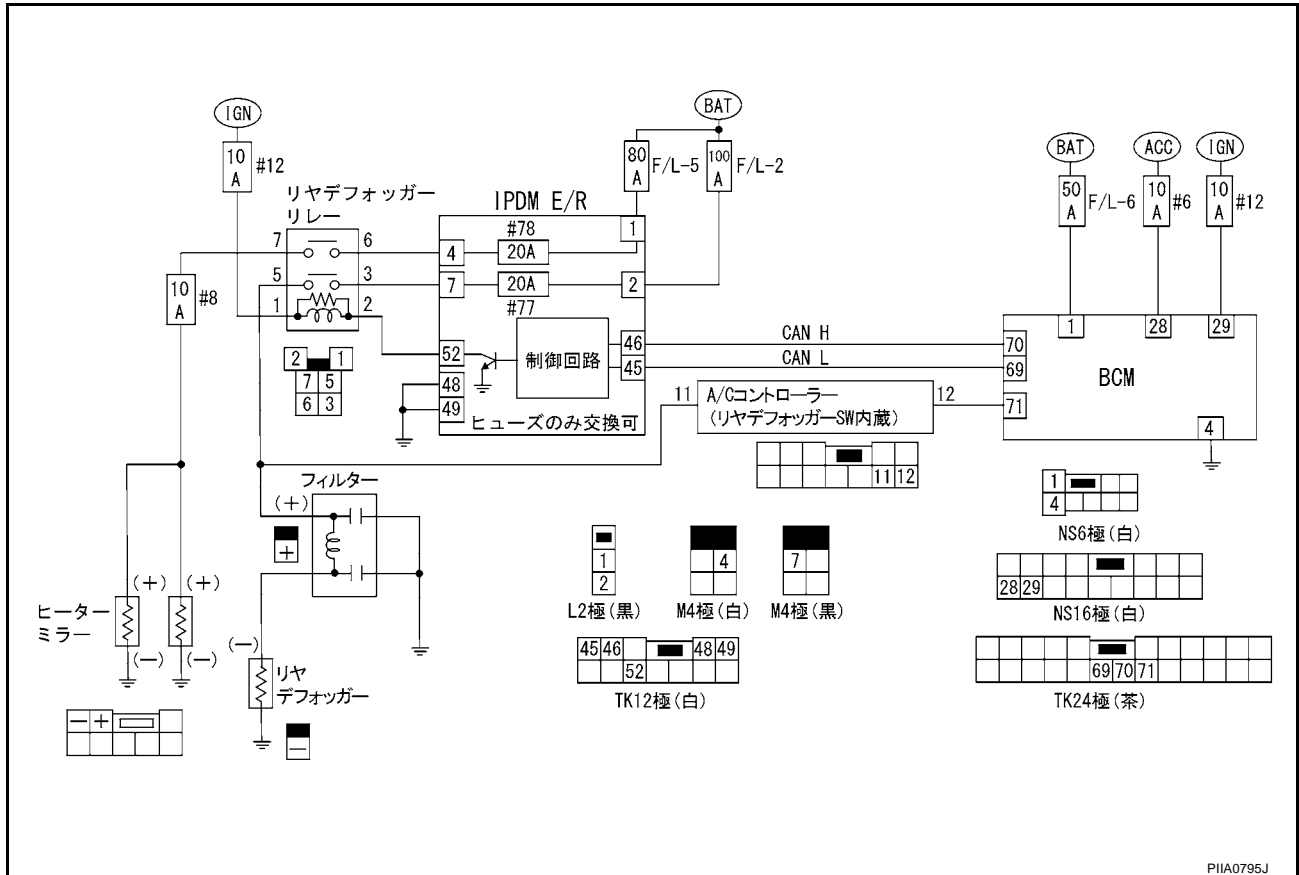 IGN
BAT
10
A
#12
80
A
F/L-5
100
A
F/L-2
BAT
ACC
IGN
50
A
F/L-6
10
A
#6
10
A
#12
リヤデフォッガー
リレー
IPDM E/R
#78
1
7
6
4
20A
5
3
7
20A
2
#77
1
2
10
A
#8
制御回路
46
CAN H
70
45
CAN L
69
52
48
49
ヒューズのみ交換可
1
28
29
BCM
71
4
11
A/Cコントローラー
(リヤデフォッガーSW内蔵)
12
2
1
7
5
6
3
11
12
フィルター
(+)
+
(+)
(+)
ヒーター
ミラー
(−)
(−)
(−)
リヤ
デフォッガー
−
−
+
1
2
L2極(黒)
4
M4極(白)
7
M4極(黒)
45
46
48
49
52
TK12極(白)
1
4
NS6極(白)
28
29
NS16極(白)
69
70
71
TK24極(茶)
PIIA0795J